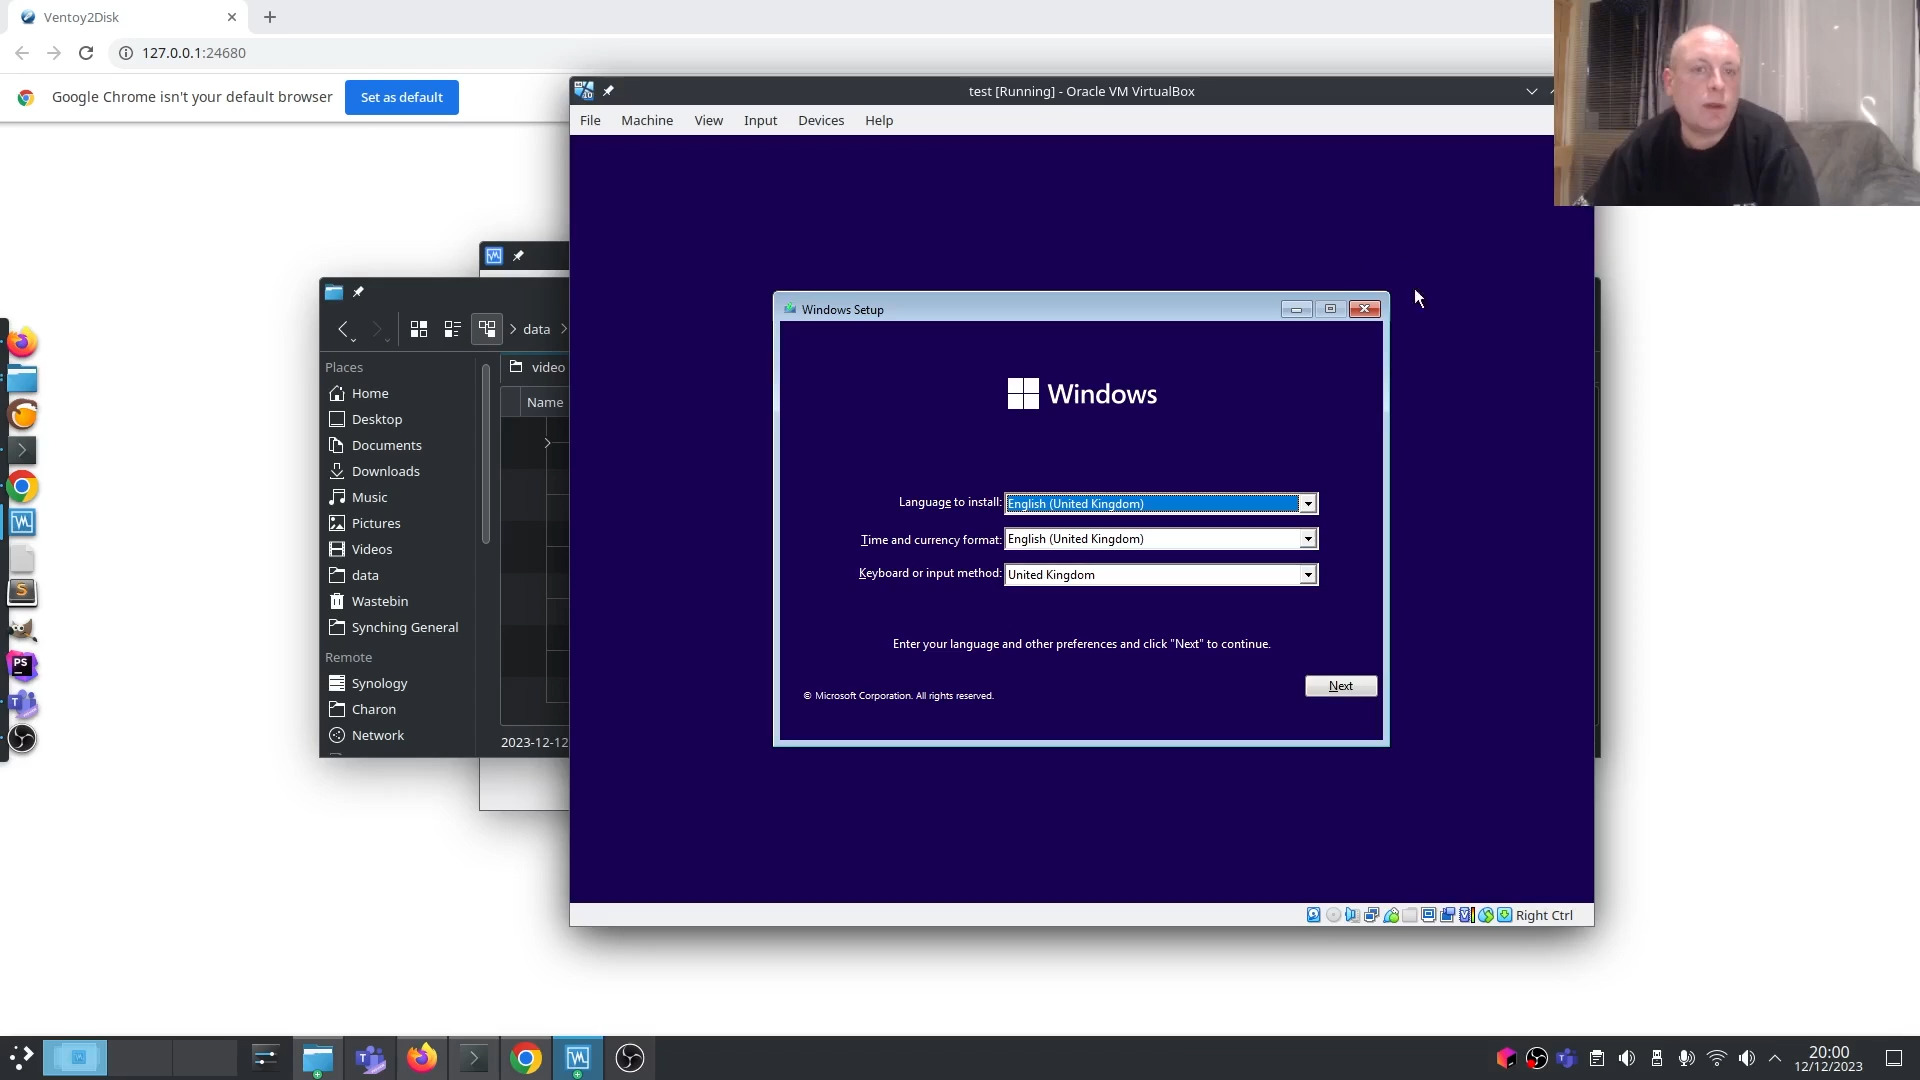 Ventoy2Disk
127.0.0.1:24680
Google Chrome isn't your default browser
Set as default
test [Running] - Oracle VM VirtualBox
File Machine View Input Devices Help
data
Places
Home
Desktop
Documents
Downloads
Music
Pictures
Videos
data
Wastebin
Synching General
Remote
Synology
Charon
Network
video
Name
2023-12-12
Windows Setup
Windows
Language to install: English (United Kingdom)
Time and currency format: English (United Kingdom)
Keyboard or input method: United Kingdom
Enter your language and other preferences and click "Next" to continue.
Next
© Microsoft Corporation. All rights reserved.
Right Ctrl
S
PS
20:00
12/12/2023